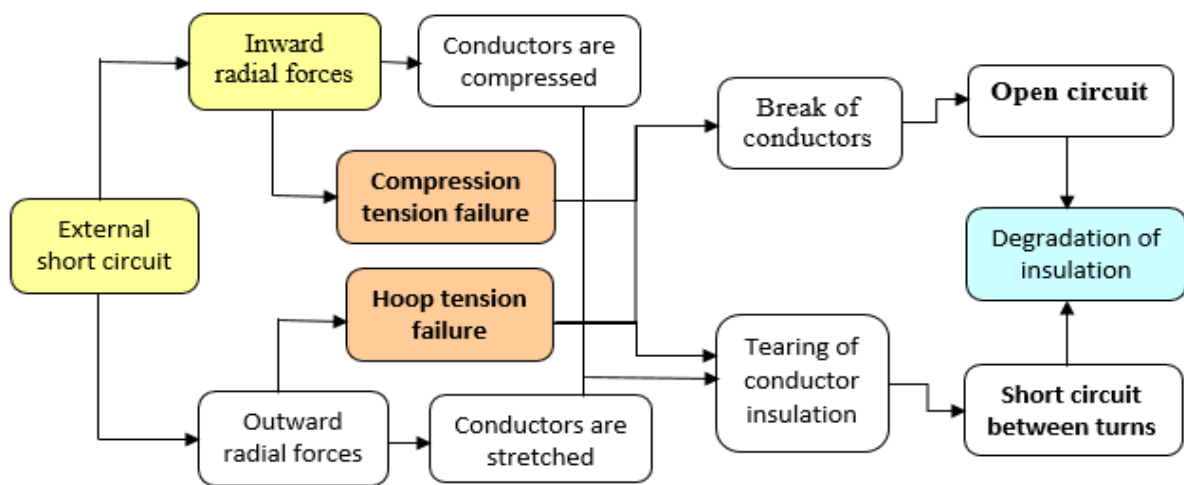 Inward
radial forces
Conductors are
compressed
Break of
conductors
Open circuit
Compression
tension failure
External
short circuit
Degradation of
insulation
Hoop tension
failure
Tearing of
conductor
insulation
Outward
radial forces
Conductors are
stretched
Short circuit
between turns